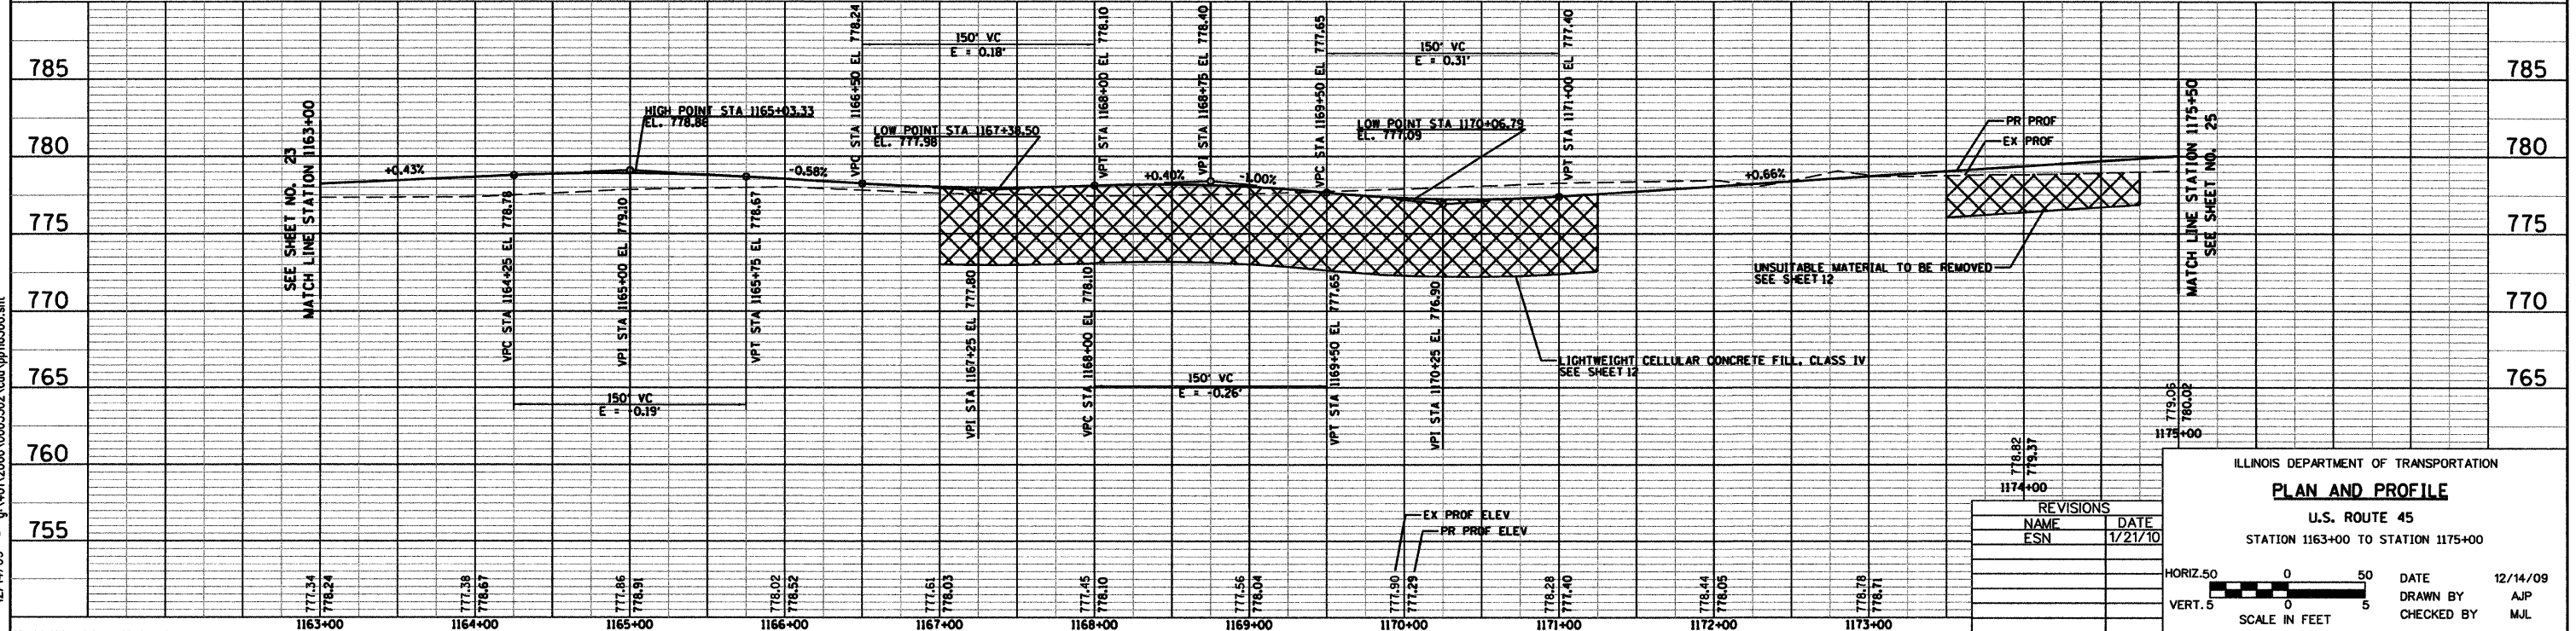 785
780
775
770
765
760
755
785
780
775
770
765
SEE SHEET NO. 23
MATCH LINE STATION 1163+00
+0.43%
VPC STA 1164+25 EL 778.78
HIGH POINT STA 1165+03.33
EL. 778.88
VPI STA 1165+00 EL 779.10
VPT STA 1165+75 EL 778.67
150' VC
E = -0.19'
-0.58%
VPC STA 1166+50 EL 778.24
150' VC
E = 0.18'
VPT STA 1168+00 EL 778.10
LOW POINT STA 1167+38.50
EL. 777.98
VPI STA 1167+25 EL 777.80
VPC STA 1168+00 EL 778.10
+0.40%
VPI STA 1168+75 EL 778.40
-1.00%
150' VC
E = -0.26'
VPT STA 1169+50 EL 777.65
VPC STA 1169+50 EL 777.65
150' VC
E = 0.31'
LOW POINT STA 1170+06.79
EL. 777.09
VPI STA 1170+25 EL 776.90
VPT STA 1171+00 EL 777.40
LIGHTWEIGHT CELLULAR CONCRETE FILL, CLASS IV
SEE SHEET 12
+0.66%
PR PROF
EX PROF
UNSUITABLE MATERIAL TO BE REMOVED
SEE SHEET 12
MATCH LINE STATION 1175+50
SEE SHEET NO. 25
EX PROF ELEV
PR PROF ELEV
777.34
778.24
1163+00
777.38
778.67
1164+00
777.86
778.91
1165+00
778.02
778.52
1166+00
777.61
778.03
1167+00
777.45
778.10
1168+00
777.56
778.04
1169+00
777.90
777.29
1170+00
778.28
777.40
1171+00
778.44
778.05
1172+00
778.78
778.71
1173+00
778.82
779.37
1174+00
779.06
780.02
1175+00
REVISIONS
NAME DATE
ESN 1/21/10
ILLINOIS DEPARTMENT OF TRANSPORTATION
PLAN AND PROFILE
U.S. ROUTE 45
STATION 1163+00 TO STATION 1175+00
HORIZ. 50 0 50
VERT. 5 0 5
SCALE IN FEET
DATE 12/14/09
DRAWN BY AJP
CHECKED BY MJL